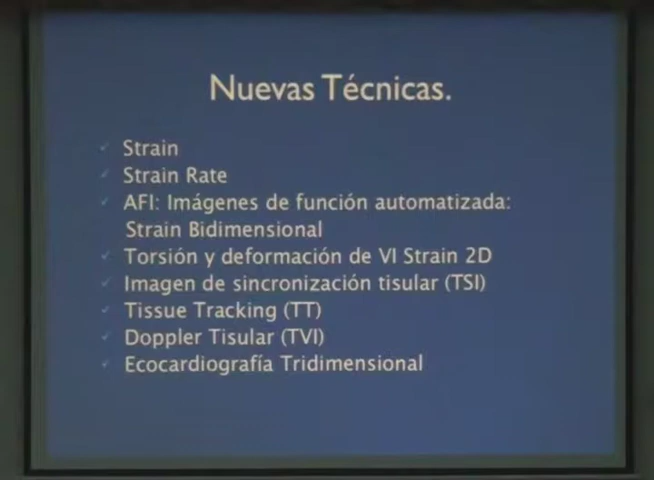 Nuevas Técnicas.
Strain
Strain Rate
AFI: Imágenes de función automatizada:
Strain Bidimensional
Torsión y deformación de VI Strain 2D
Imagen de sincronización tisular (TSI)
Tissue Tracking (TT)
Doppler Tisular (TVI)
Ecocardiografía Tridimensional